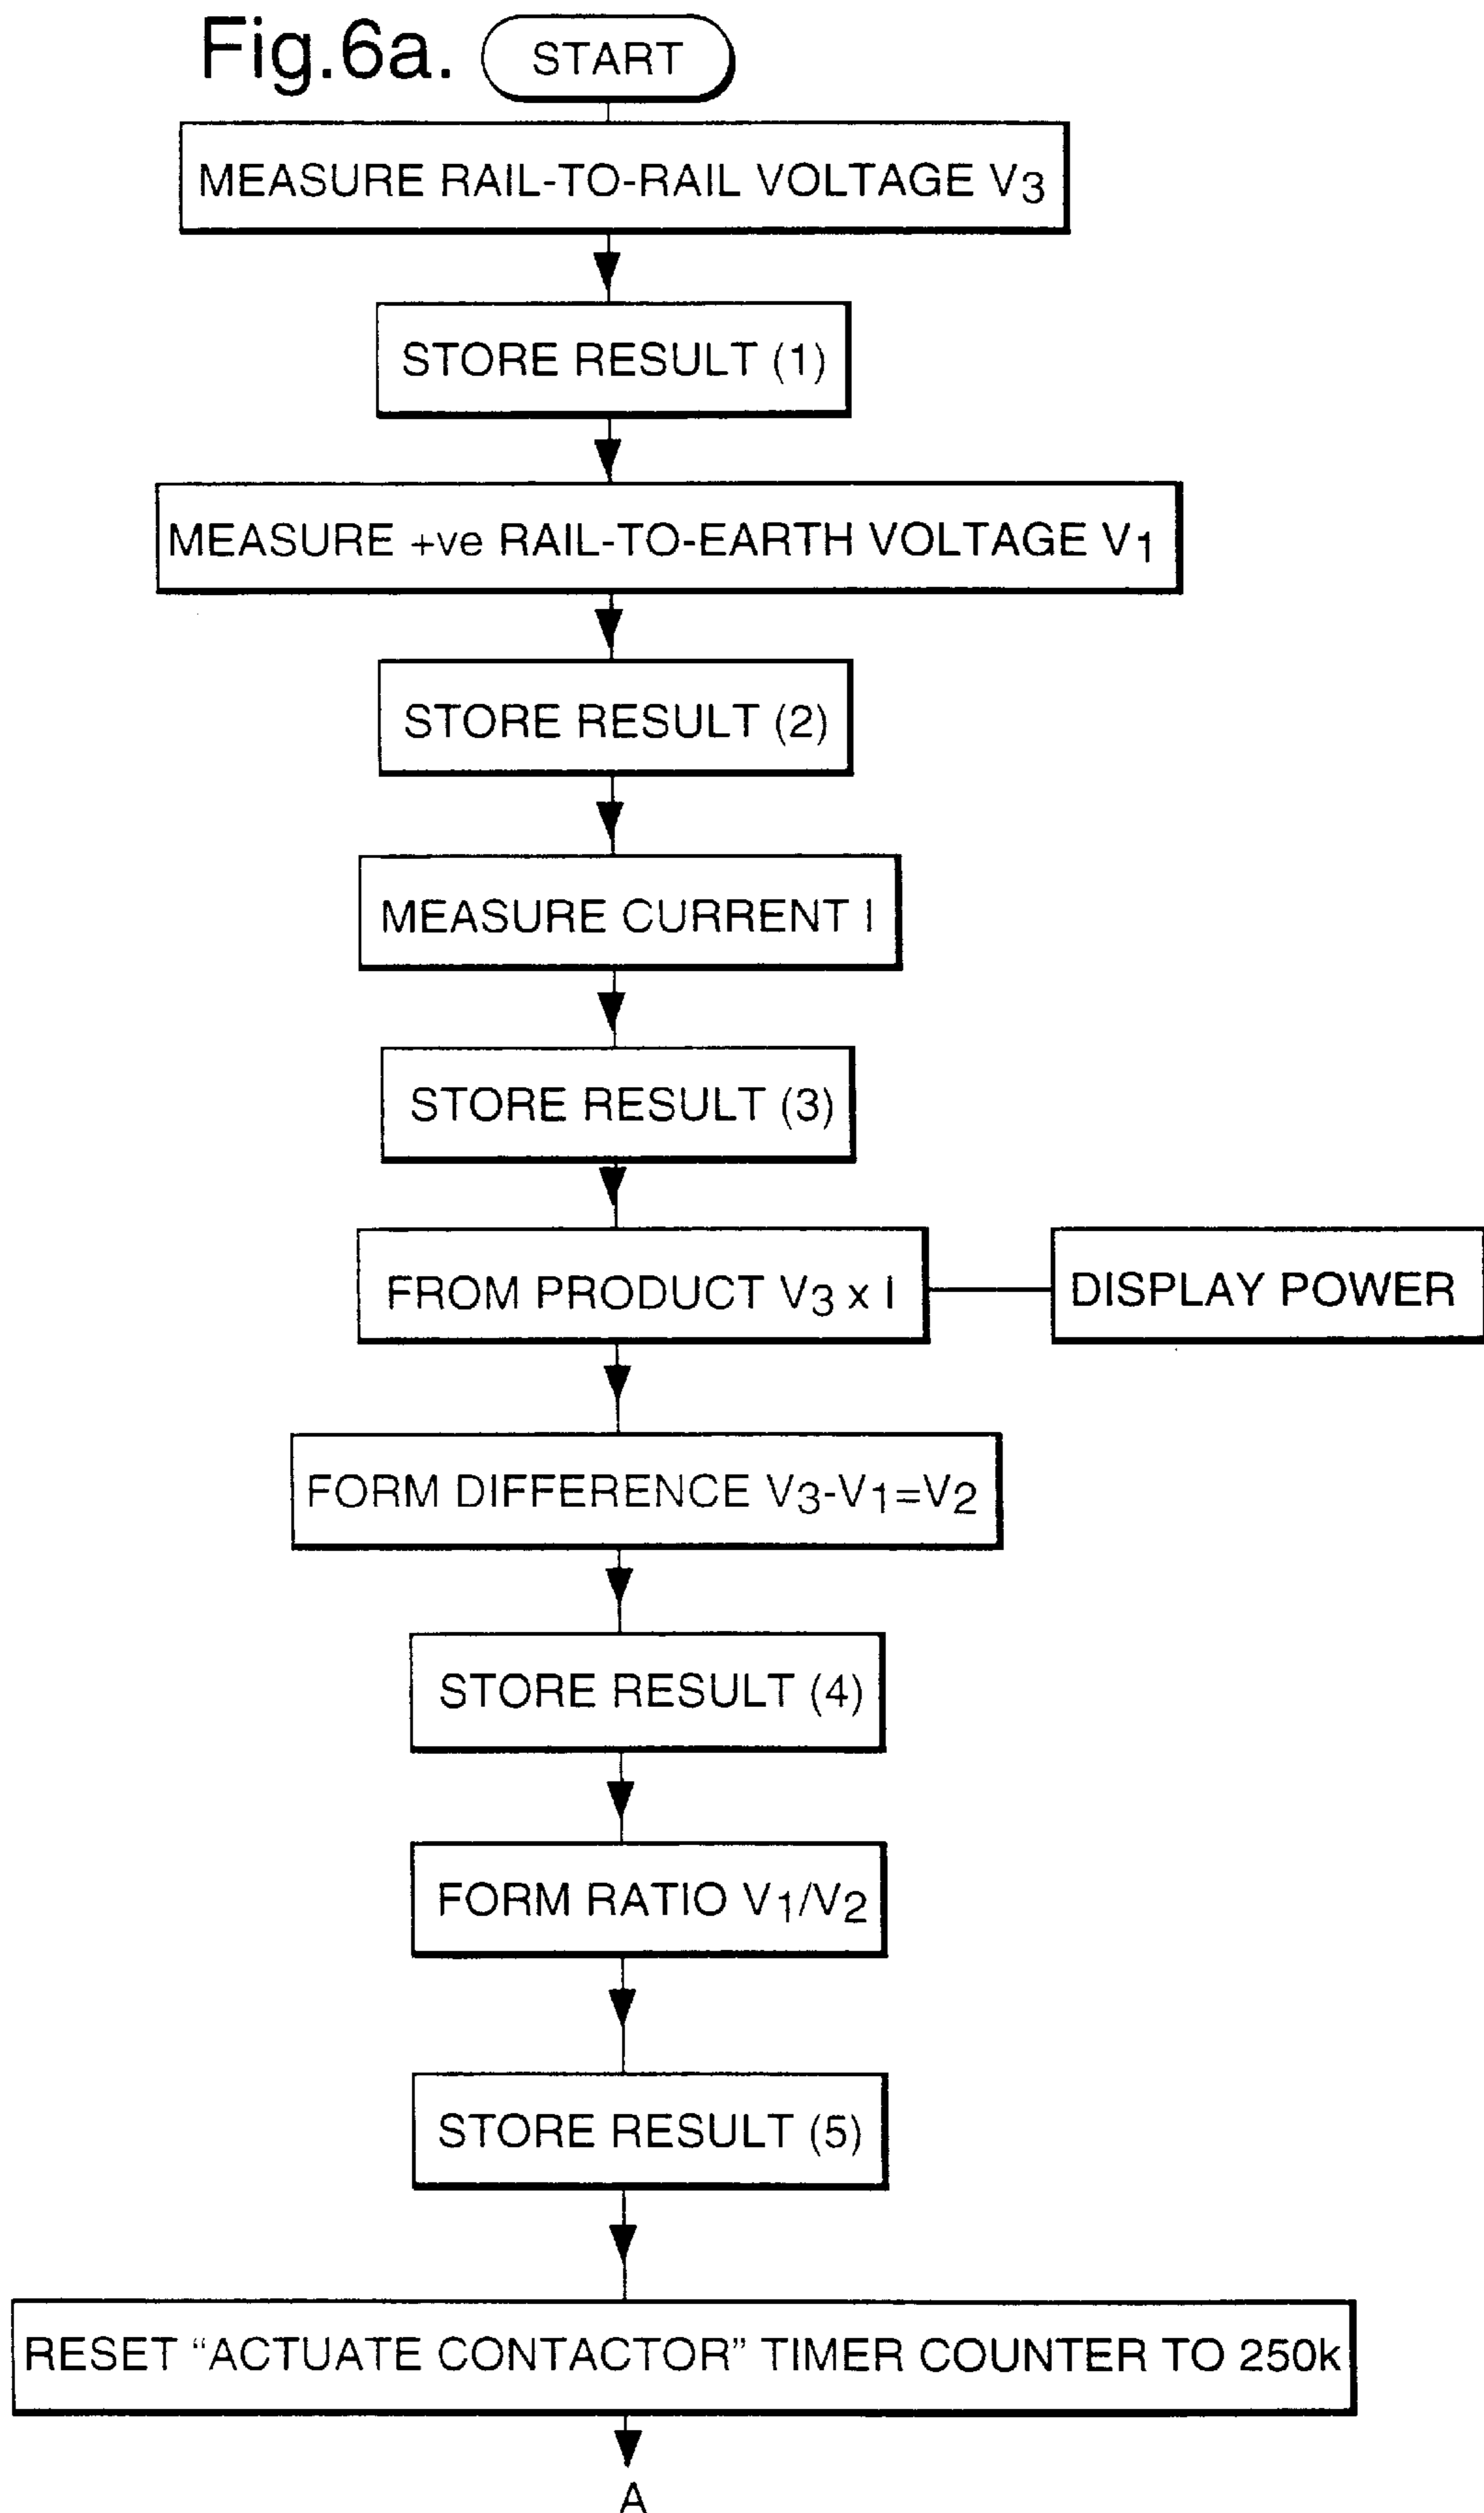 Fig.6a.
START
MEASURE RAIL-TO-RAIL VOLTAGE V3
STORE RESULT (1)
MEASURE +ve RAIL-TO-EARTH VOLTAGE V1
STORE RESULT (2)
MEASURE CURRENT I
STORE RESULT (3)
FROM PRODUCT V3 x I
DISPLAY POWER
FORM DIFFERENCE V3-V1=V2
STORE RESULT (4)
FORM RATIO V1/V2
STORE RESULT (5)
RESET “ACTUATE CONTACTOR” TIMER COUNTER TO 250k
A